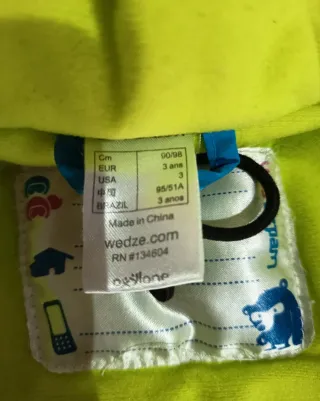 Cm 90/98
EUR 3 ans
USA 3
中国 95/51A
BRAZIL 3 anos
Made in China
wedze.com
RN #134604
oxylane